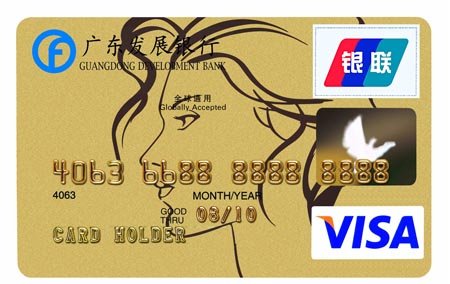 广东发展银行
GUANGDONG DEVELOPMENT BANK
银联
全球通用
Globally Accepted
4063 6688 8888 8888
4063
MONTH/YEAR
GOOD THRU
08/10
CARD HOLDER
VISA